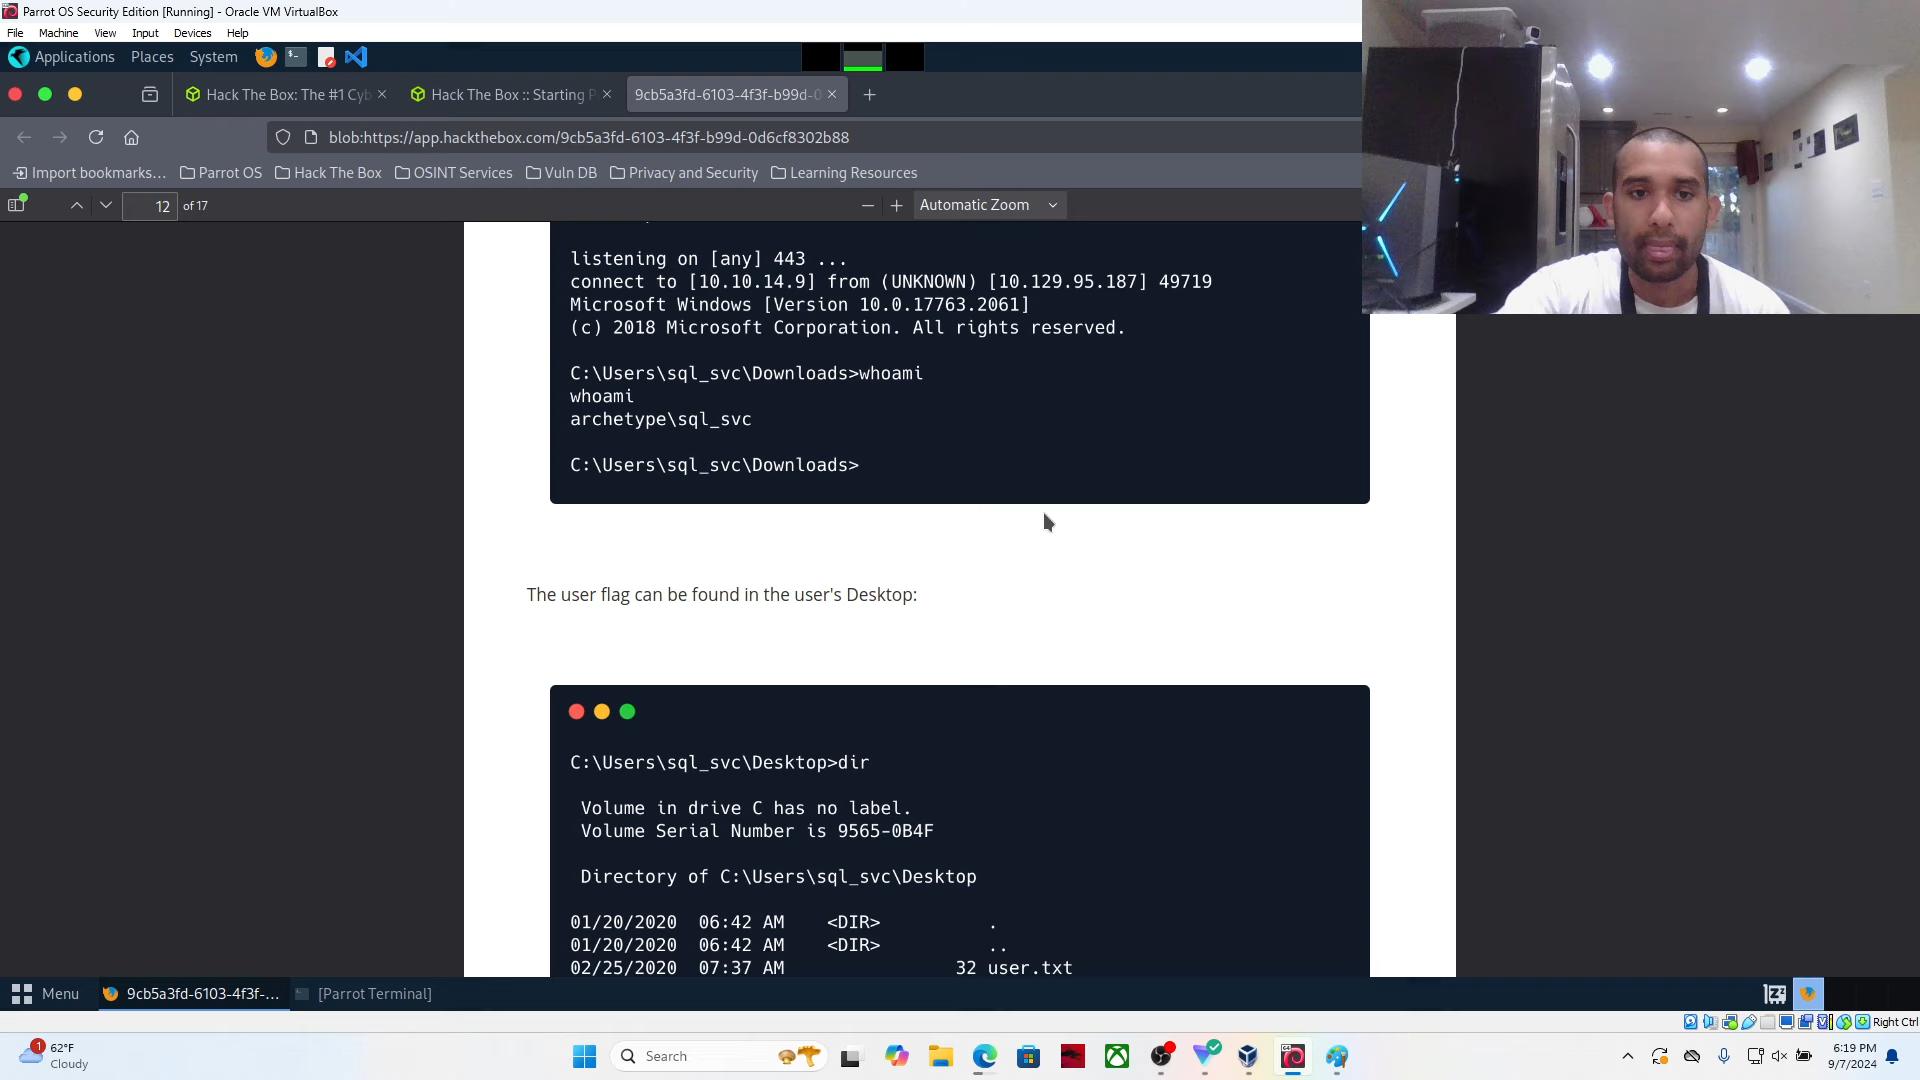 Parrot OS Security Edition [Running] - Oracle VM VirtualBox
File Machine View Input Devices Help
Applications Places System
Hack The Box: The #1 Cyb
Hack The Box :: Starting P
9cb5a3fd-6103-4f3f-b99d-0
blob:https://app.hackthebox.com/9cb5a3fd-6103-4f3f-b99d-0d6cf8302b88
Import bookmarks... Parrot OS Hack The Box OSINT Services Vuln DB Privacy and Security Learning Resources
12 of 17 Automatic Zoom
listening on [any] 443 ...
connect to [10.10.14.9] from (UNKNOWN) [10.129.95.187] 49719
Microsoft Windows [Version 10.0.17763.2061]
(c) 2018 Microsoft Corporation. All rights reserved.
C:\Users\sql_svc\Downloads>whoami
whoami
archetype\sql_svc
C:\Users\sql_svc\Downloads>
The user flag can be found in the user's Desktop:
C:\Users\sql_svc\Desktop>dir
Volume in drive C has no label.
Volume Serial Number is 9565-0B4F
Directory of C:\Users\sql_svc\Desktop
01/20/2020 06:42 AM <DIR> .
01/20/2020 06:42 AM <DIR> ..
02/25/2020 07:37 AM 32 user.txt
Menu 9cb5a3fd-6103-4f3f-... [Parrot Terminal]
Right Ctrl
1
62°F
Cloudy
Search
6:19 PM
9/7/2024